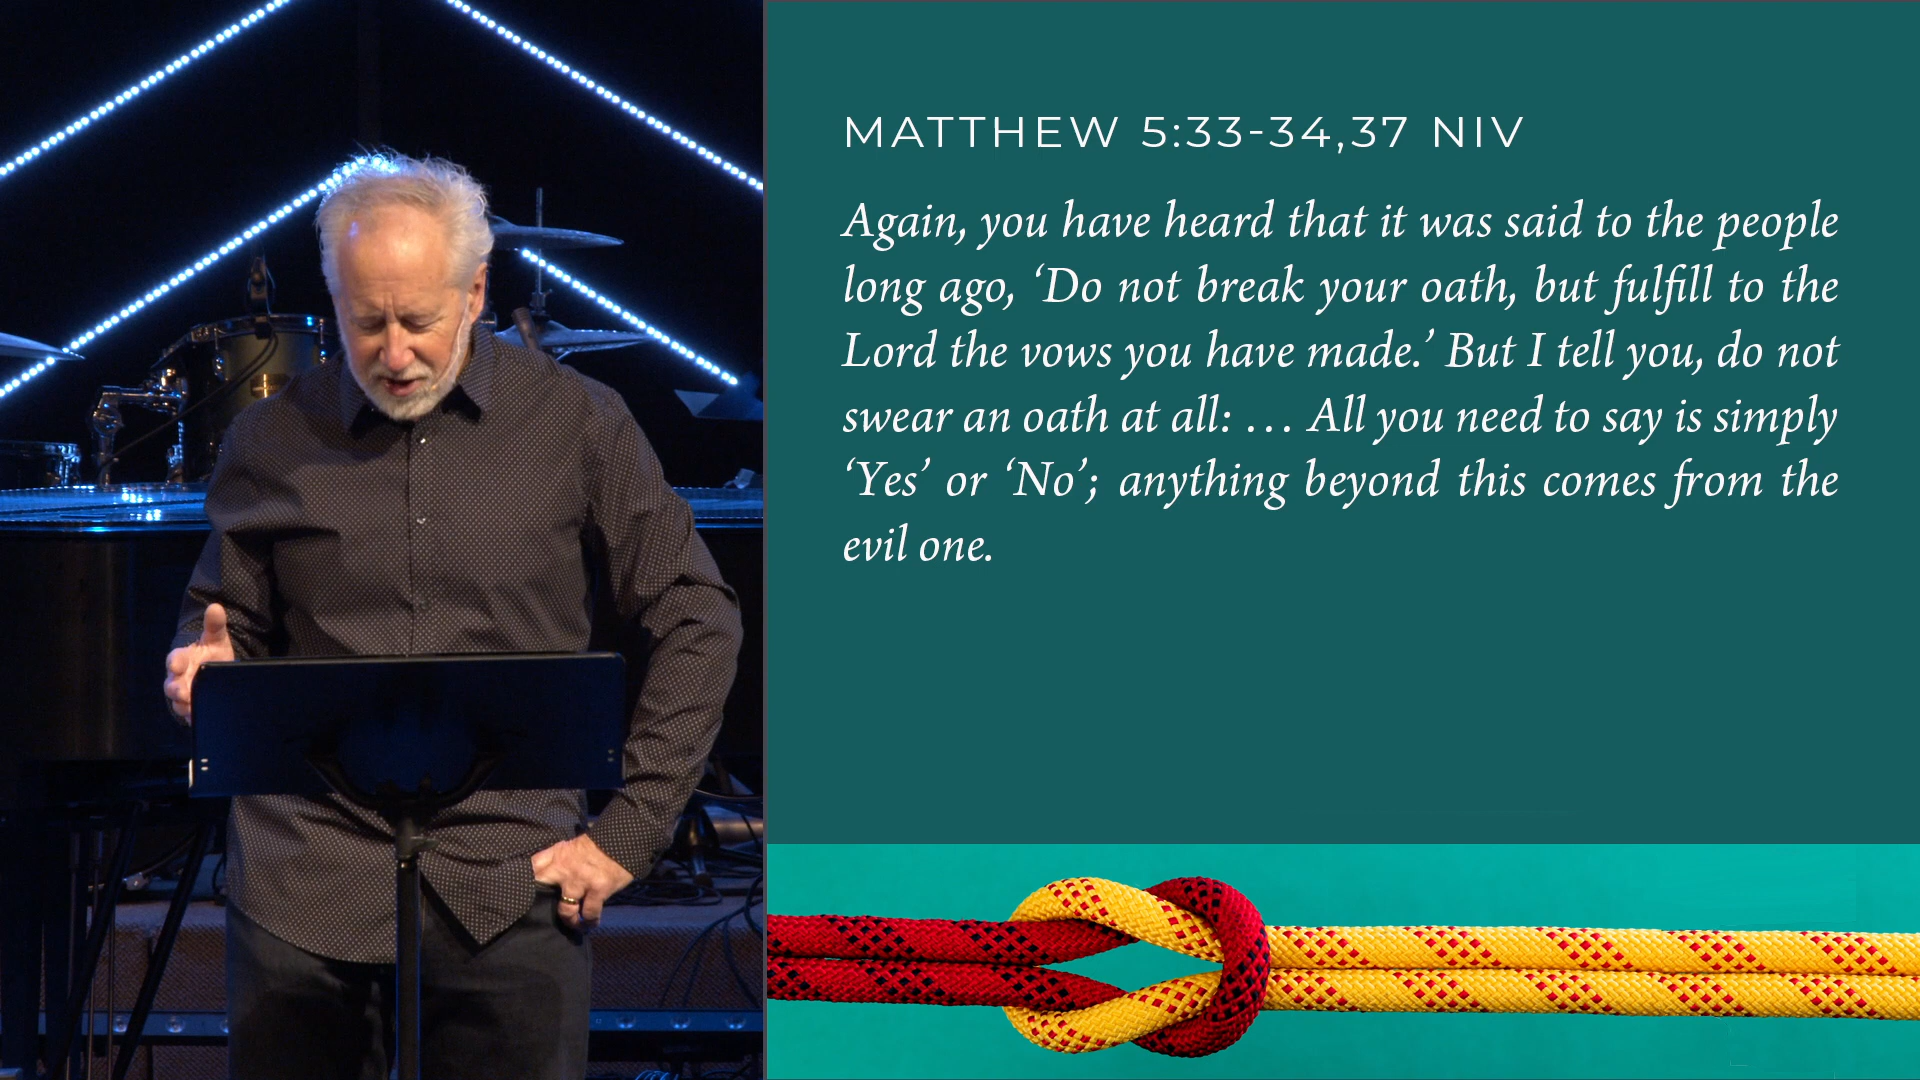 MATTHEW 5:33-34,37 NIV
Again, you have heard that it was said to the people
long ago, ‘Do not break your oath, but fulfill to the
Lord the vows you have made.’ But I tell you, do not
swear an oath at all: … All you need to say is simply
‘Yes’ or ‘No’; anything beyond this comes from the
evil one.